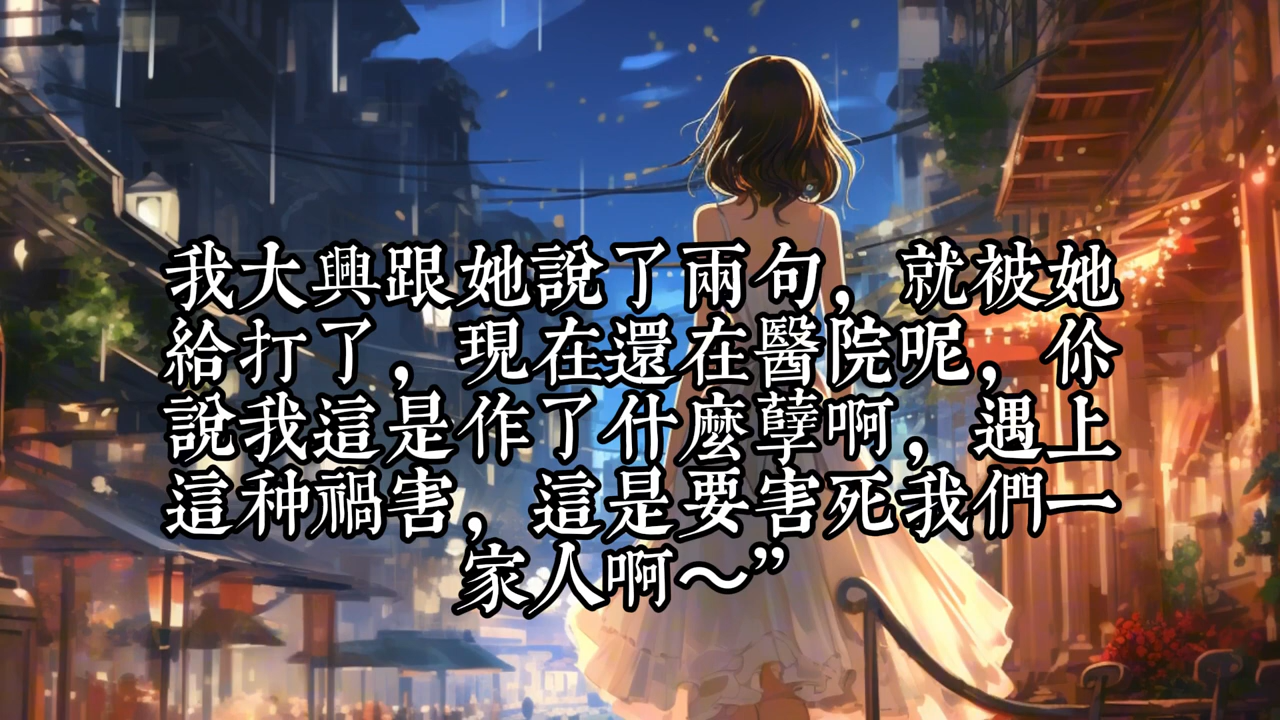 我大興跟她說了兩句，就被她
給打了，現在還在醫院呢，伱
說我這是作了什麼孽啊，遇上
這种禍害，這是要害死我們一
家人啊～”